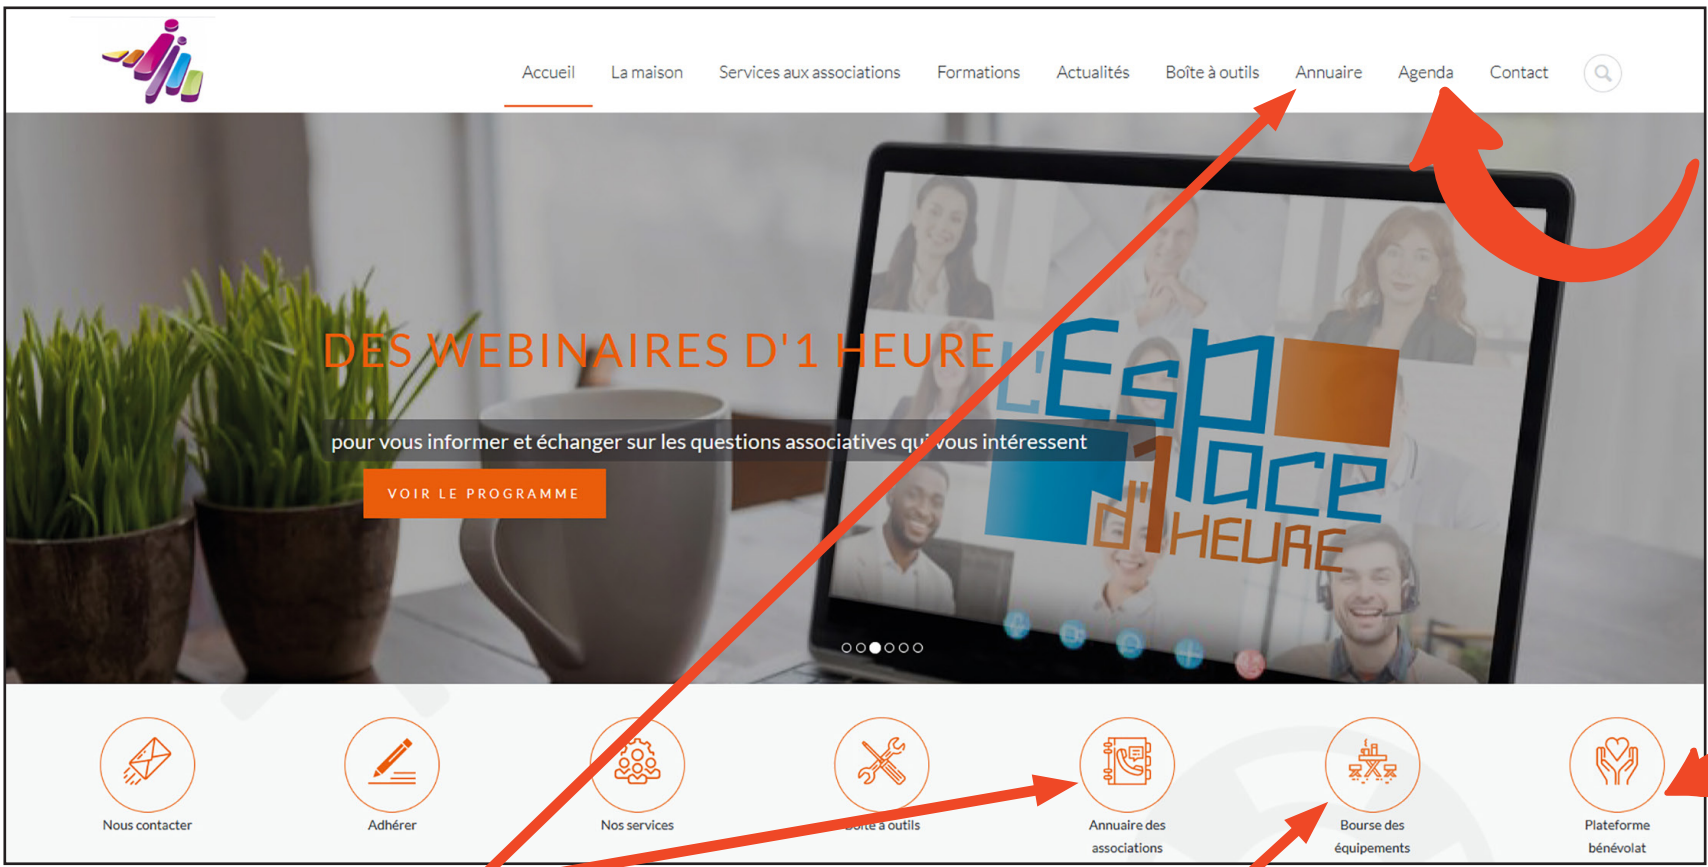 Accueil La maison Services aux associations Formations Actualités Boîte à outils Annuaire Agenda Contact
DES WEBINAIRES D'1 HEURE
pour vous informer et échanger sur les questions associatives qui vous intéressent
VOIR LE PROGRAMME
L'Espace
d'1 HEURE
Nous contacter
Adhérer
Nos services
Boîte à outils
Annuaire des
associations
Bourse des
équipements
Plateforme
bénévolat